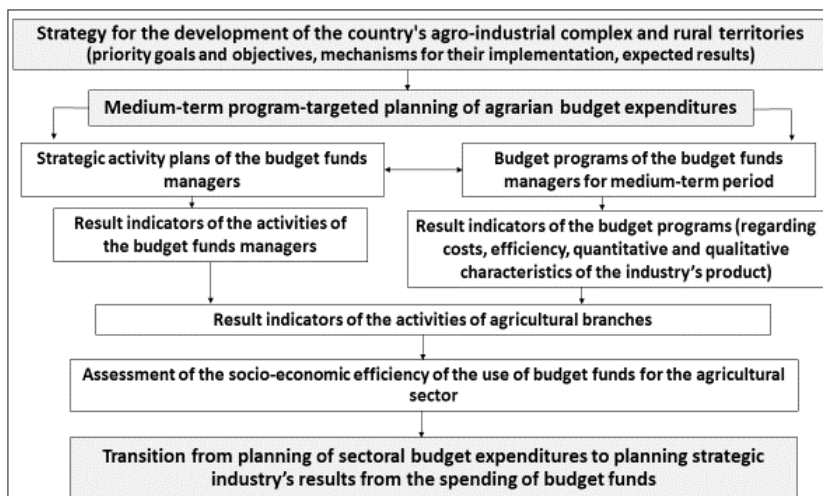 Strategy for the development of the country's agro-industrial complex and rural territories
(priority goals and objectives, mechanisms for their implementation, expected results)
Medium-term program-targeted planning of agrarian budget expenditures
Strategic activity plans of the budget funds
managers
Budget programs of the budget funds
managers for medium-term period
Result indicators of the activities of
the budget funds managers
Result indicators of the budget programs (regarding
costs, efficiency, quantitative and qualitative
characteristics of the industry's product)
Result indicators of the activities of agricultural branches
Assessment of the socio-economic efficiency of the use of budget funds for the agricultural
sector
Transition from planning of sectoral budget expenditures to planning strategic
industry's results from the spending of budget funds